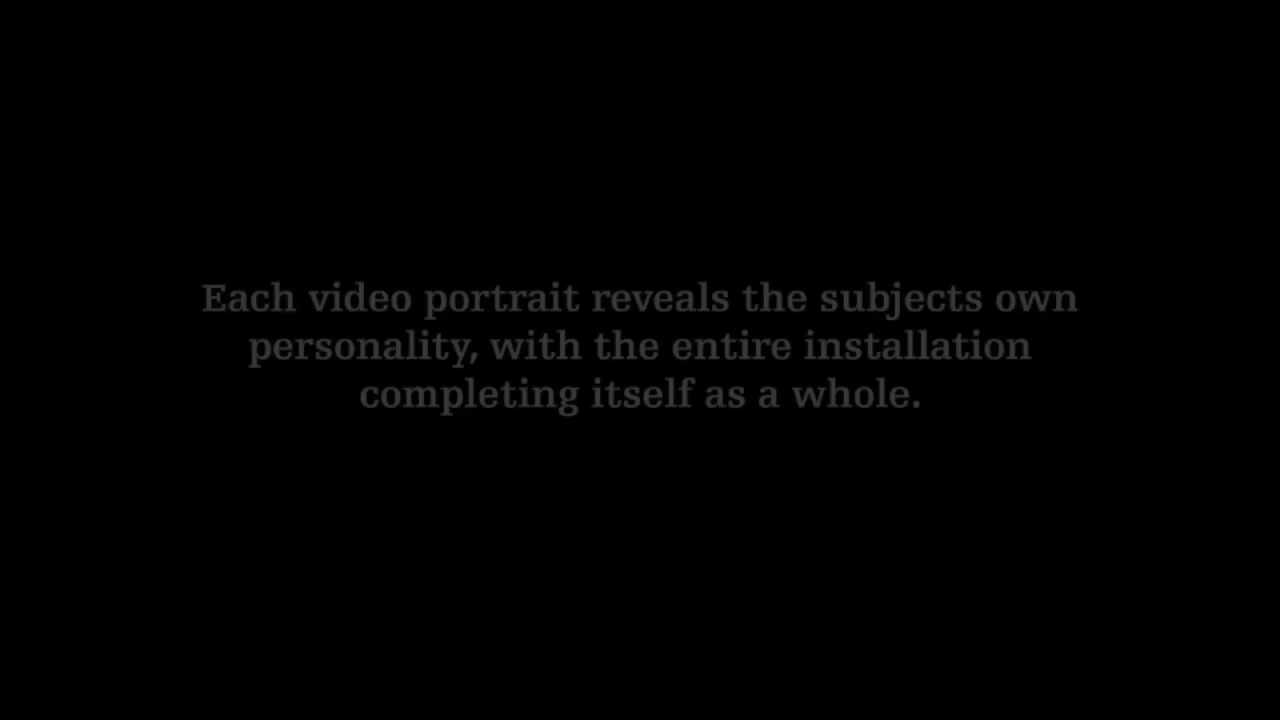 Each video portrait reveals the subjects own
personality, with the entire installation
completing itself as a whole.